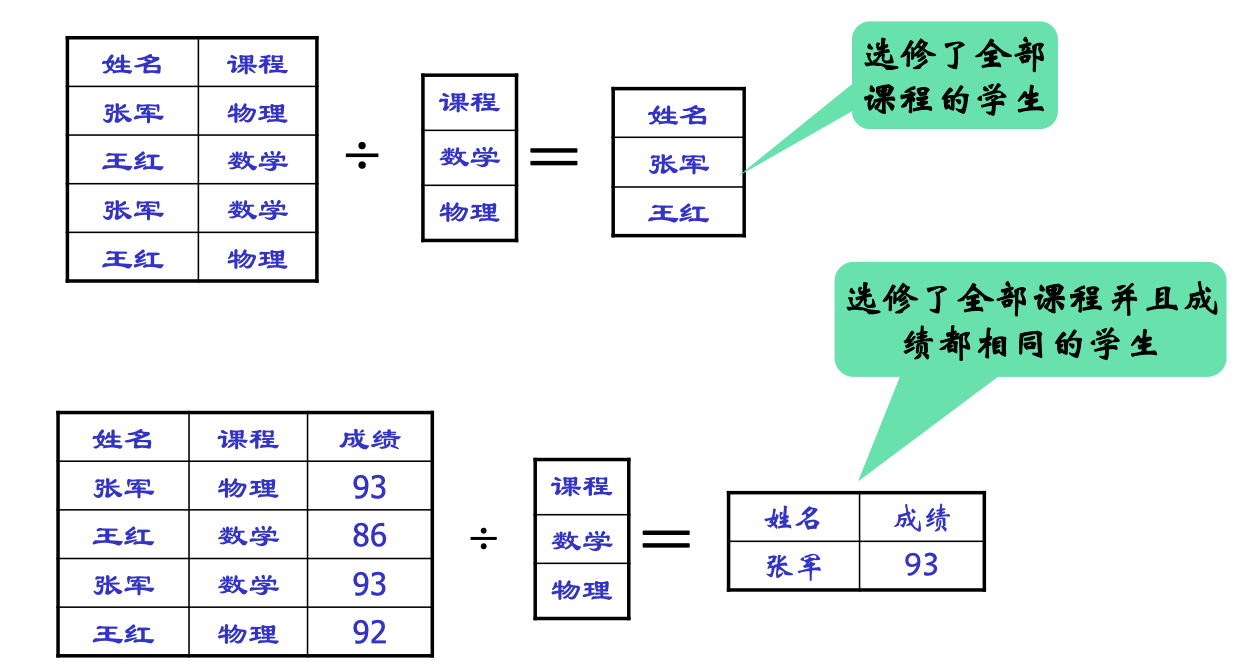 姓名 课程
张军 物理
王红 数学
张军 数学
王红 物理
÷
课程
数学
物理
=
姓名
张军
王红
选修了全部
课程的学生
选修了全部课程并且成
绩都相同的学生
姓名 课程 成绩
张军 物理 93
王红 数学 86
张军 数学 93
王红 物理 92
÷
课程
数学
物理
=
姓名 成绩
张军 93